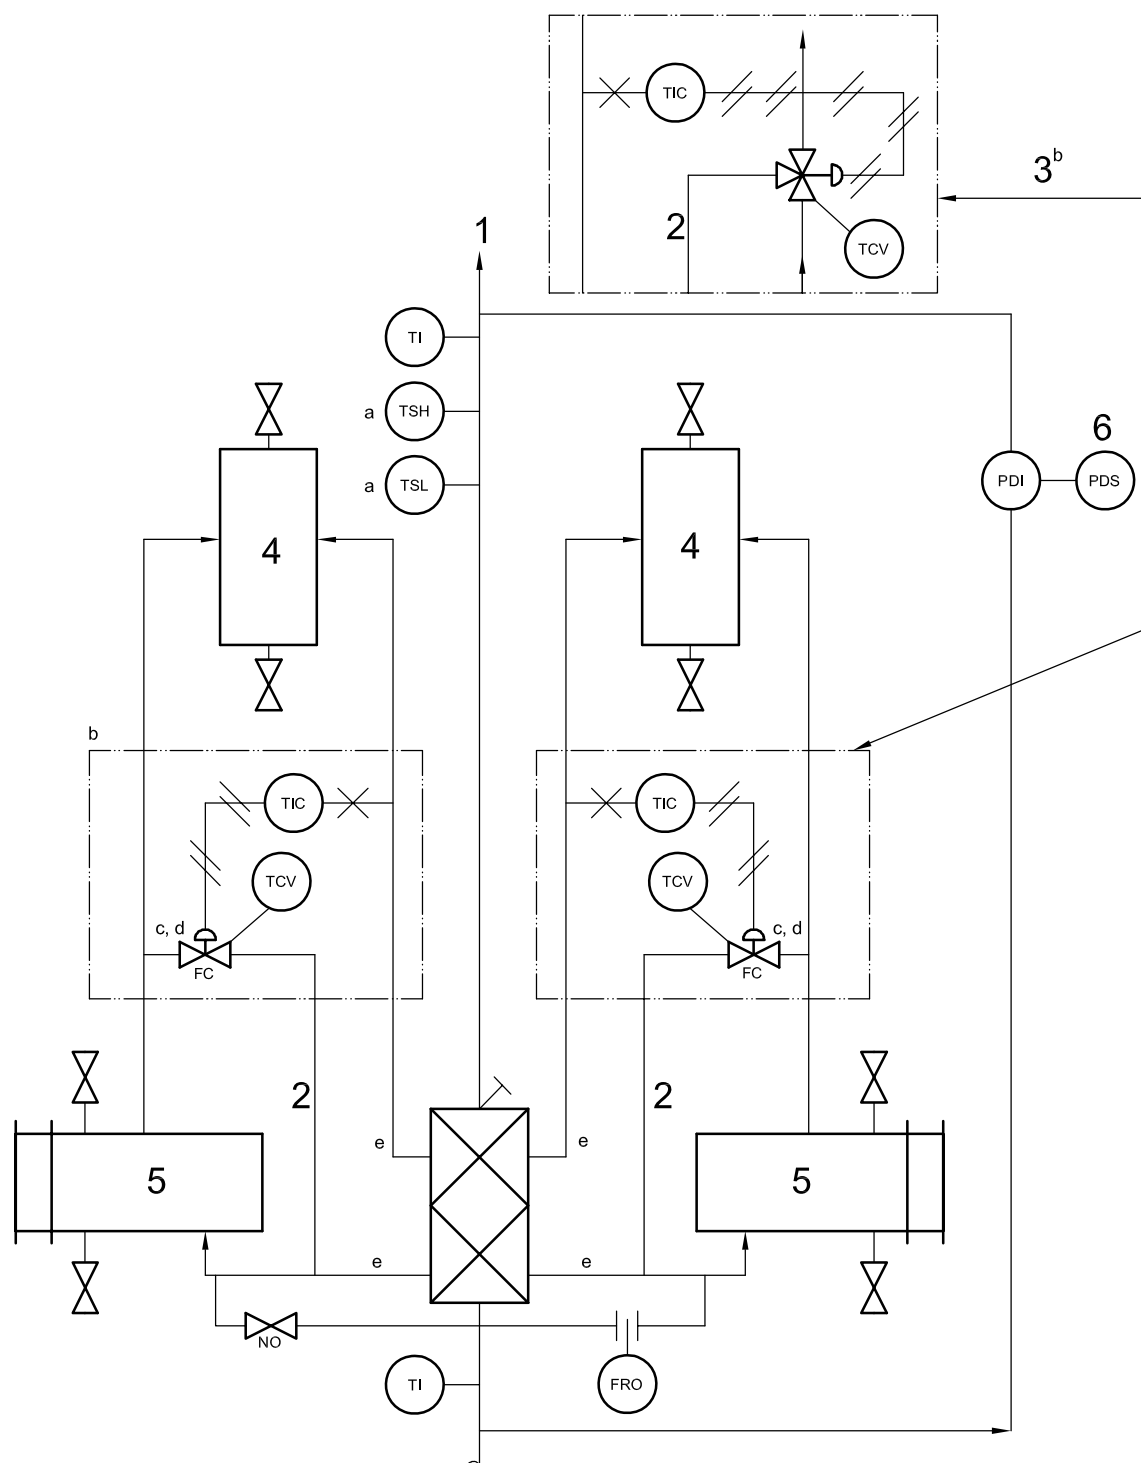 TIC
3b
2
TCV
1
TI
a TSH
a TSL
6
PDI PDS
4 4
b
TIC TIC
TCV TCV
c, d c, d
FC FC
2 2
e e
5 5
e e
NO
TI FRO